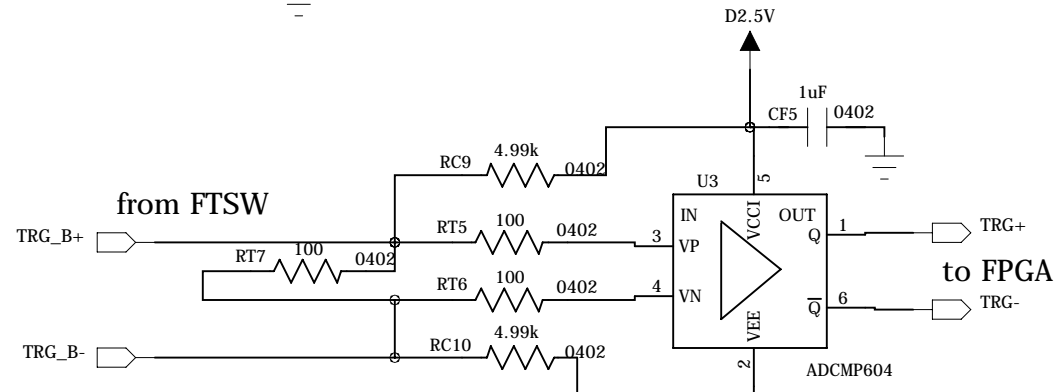 D2.5V
1uF
CF5 0402
4.99k
RC9 0402
U3
5
from FTSW
IN VCCI OUT
TRG_B+ RT5 100 0402 3 VP Q 1 TRG+
RT7 100 0402
to FPGA
RT6 100 0402 4 VN Q 6 TRG-
4.99k VEE
TRG_B- RC10 0402
2 ADCMP604